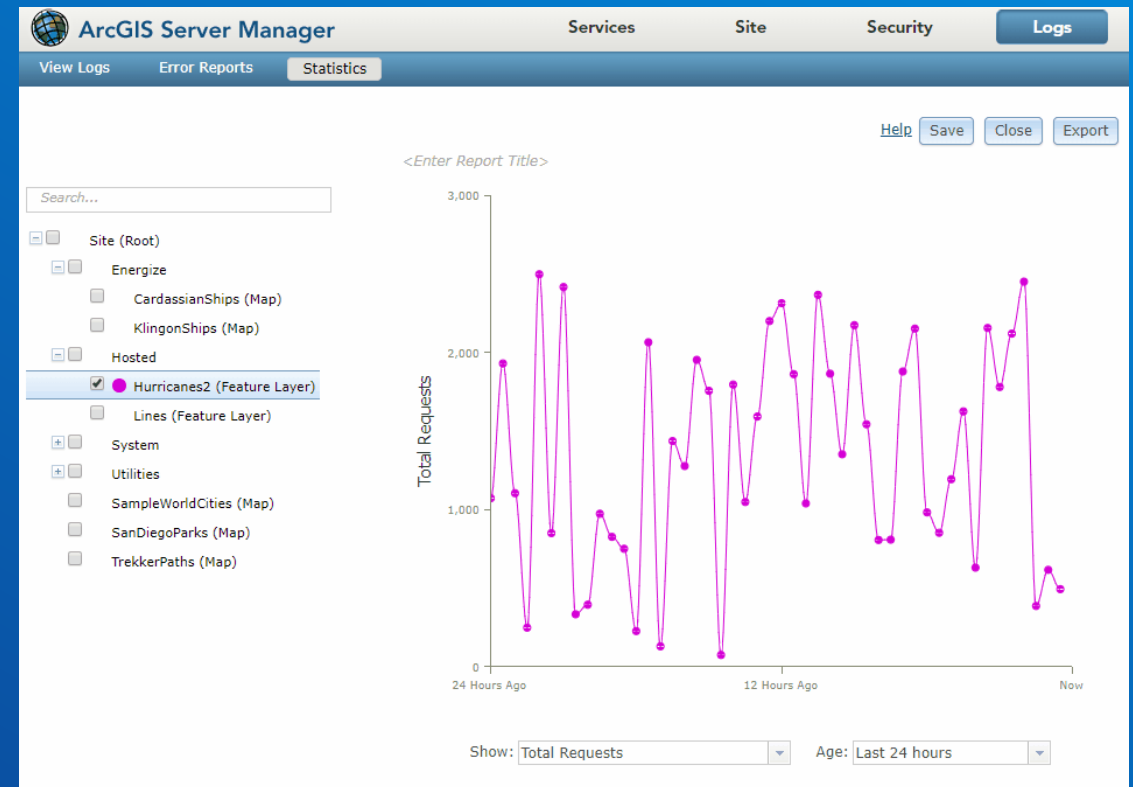 ArcGIS Server Manager
Services
Site
Security
Logs
View Logs
Error Reports
Statistics
Help
Save
Close
Export
<Enter Report Title>
Search...
Site (Root)
Energize
CardassianShips (Map)
KlingonShips (Map)
Hosted
Hurricanes2 (Feature Layer)
Lines (Feature Layer)
System
Utilities
SampleWorldCities (Map)
SanDiegoParks (Map)
TrekkerPaths (Map)
Total Requests
3,000
2,000
1,000
0
24 Hours Ago
12 Hours Ago
Now
Show: Total Requests
Age: Last 24 hours